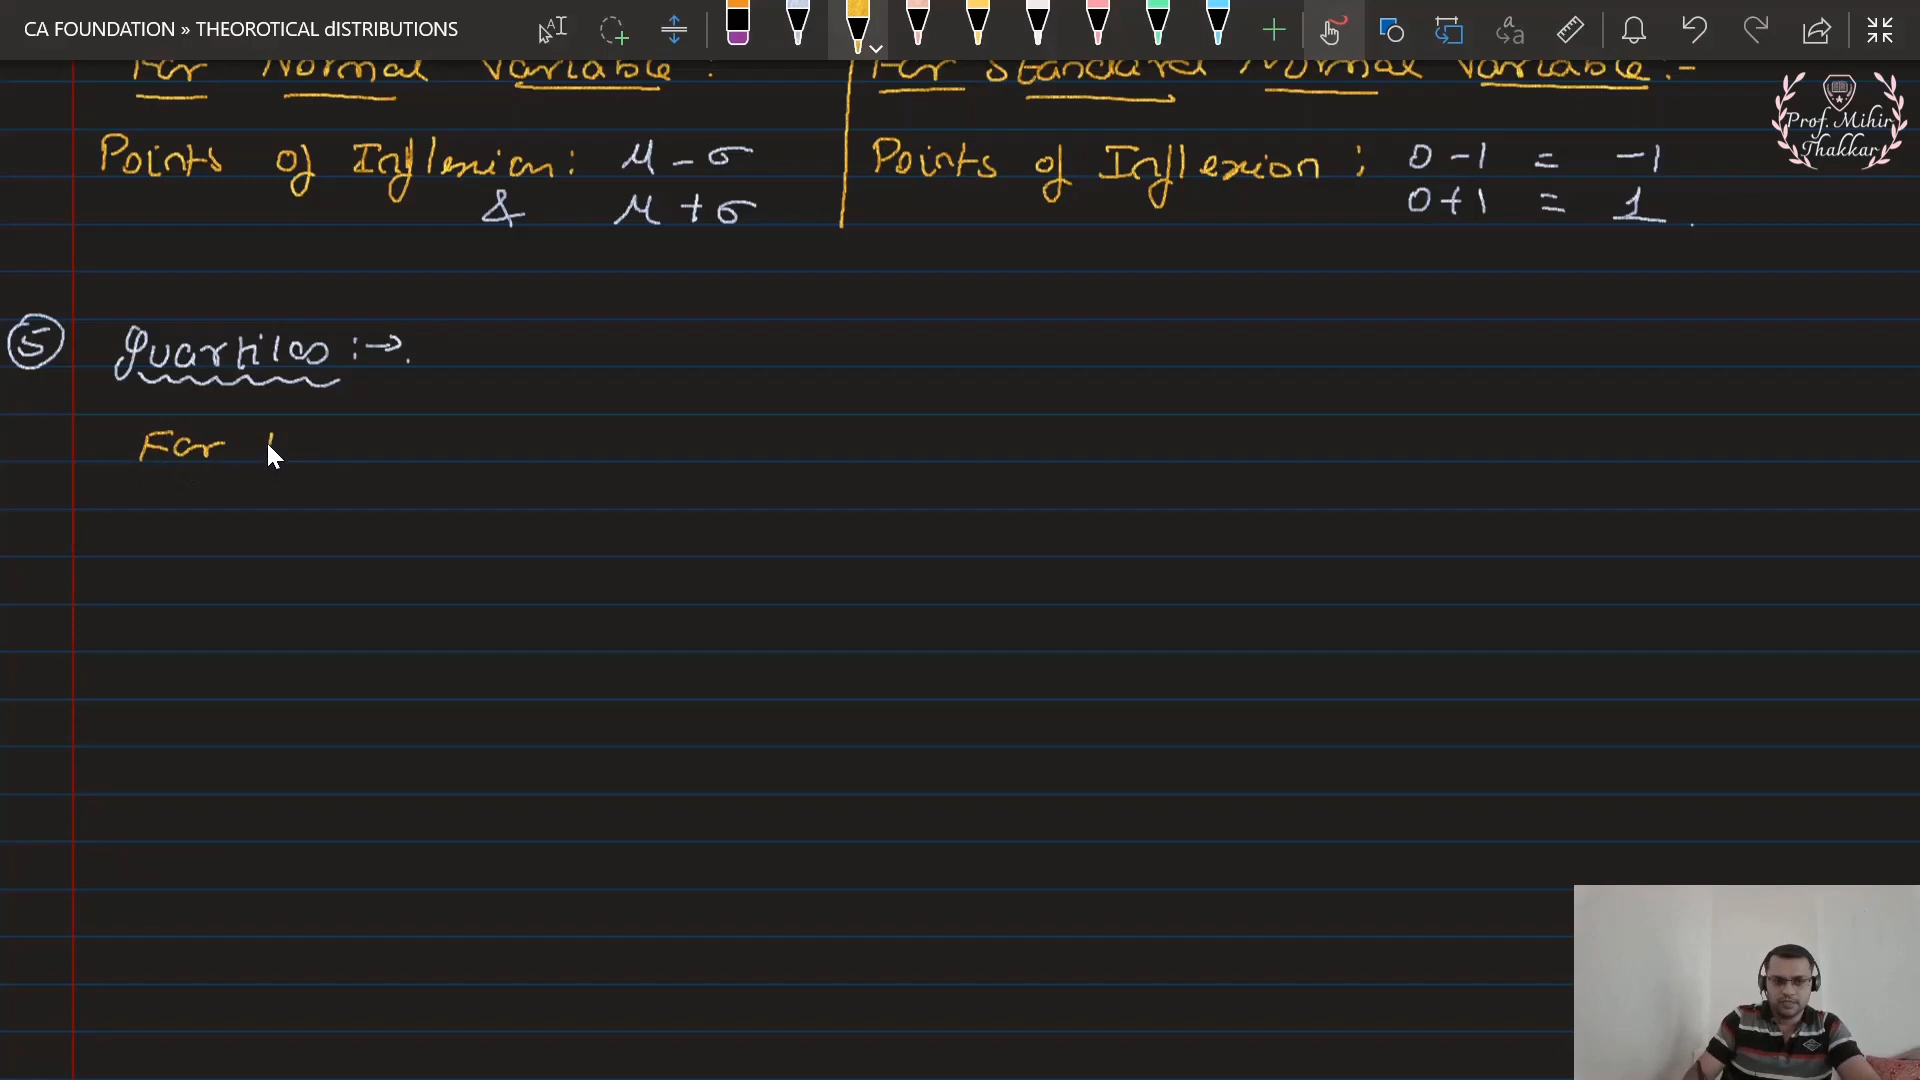 CA FOUNDATION » THEOROTICAL dISTRIBUTIONS
For Normal Variable :
For Standard Normal Variable :-
Points of Inflexion : μ - σ
& μ + σ
Points of Inflexion : 0 - 1 = -1
0 + 1 = 1
Prof. Mihir
Thakkar
5 Quartiles :→.
For